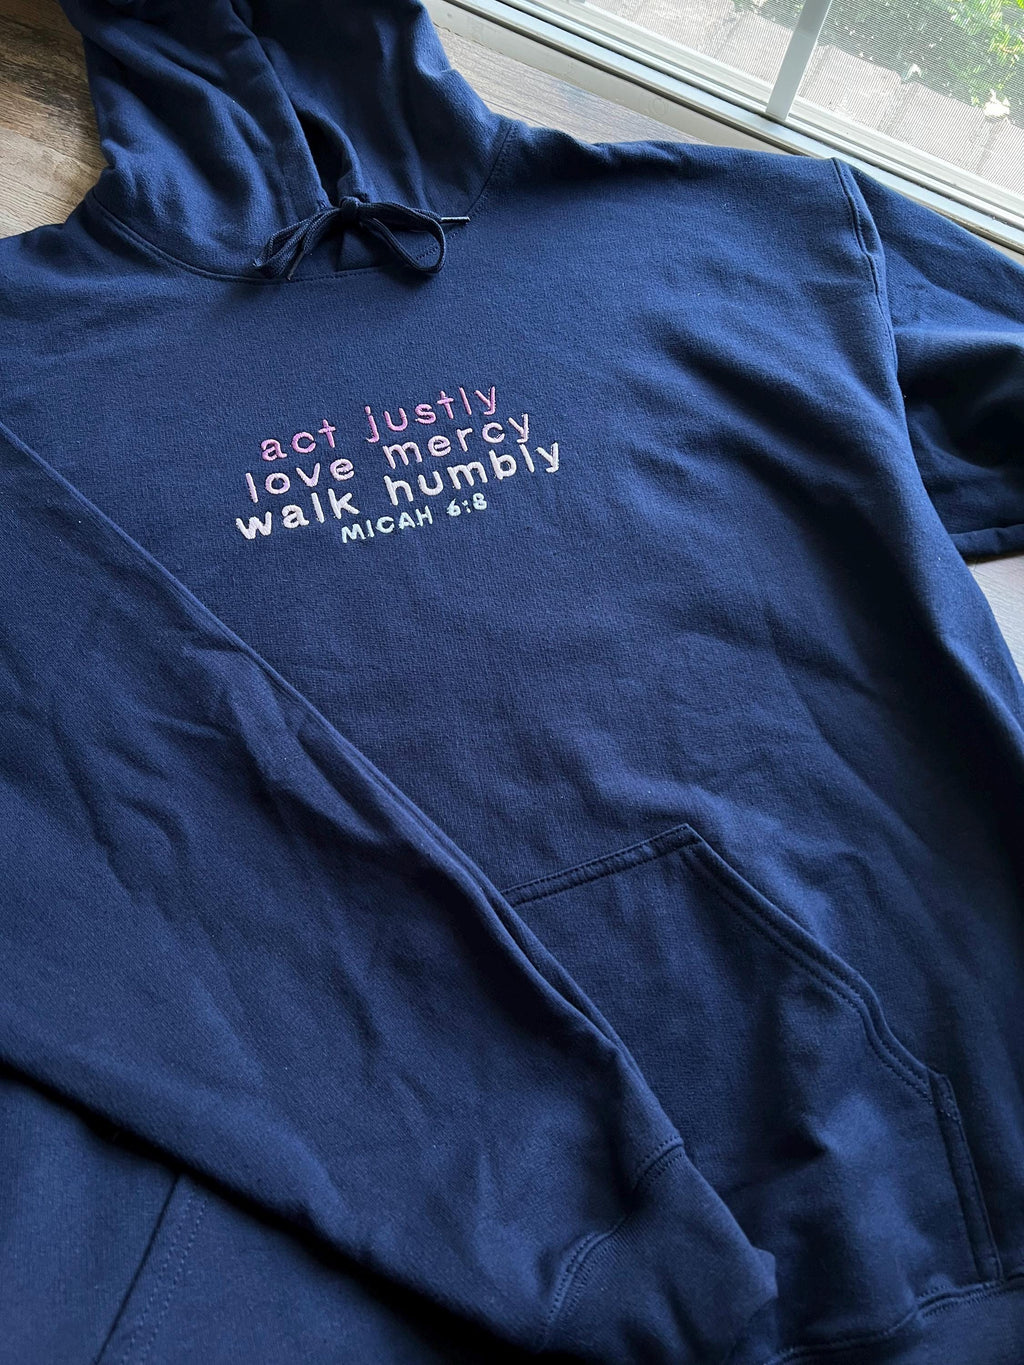 act justly
love mercy
walk humbly
MICAH 6:8